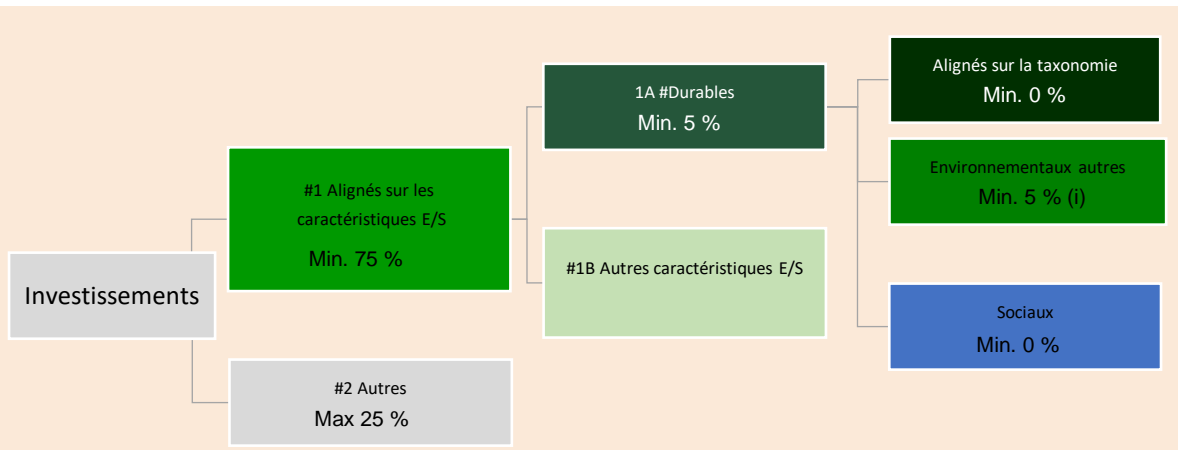 Investissements
#1 Alignés sur les
caractéristiques E/S
Min. 75 %
#2 Autres
Max 25 %
1A #Durables
Min. 5 %
#1B Autres caractéristiques E/S
Alignés sur la taxonomie
Min. 0 %
Environnementaux autres
Min. 5 % (i)
Sociaux
Min. 0 %